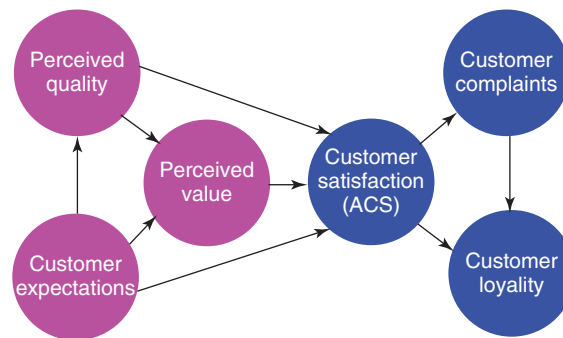 Perceived
quality
Customer
complaints
Perceived
value
Customer
satisfaction
(ACS)
Customer
expectations
Customer
loyality